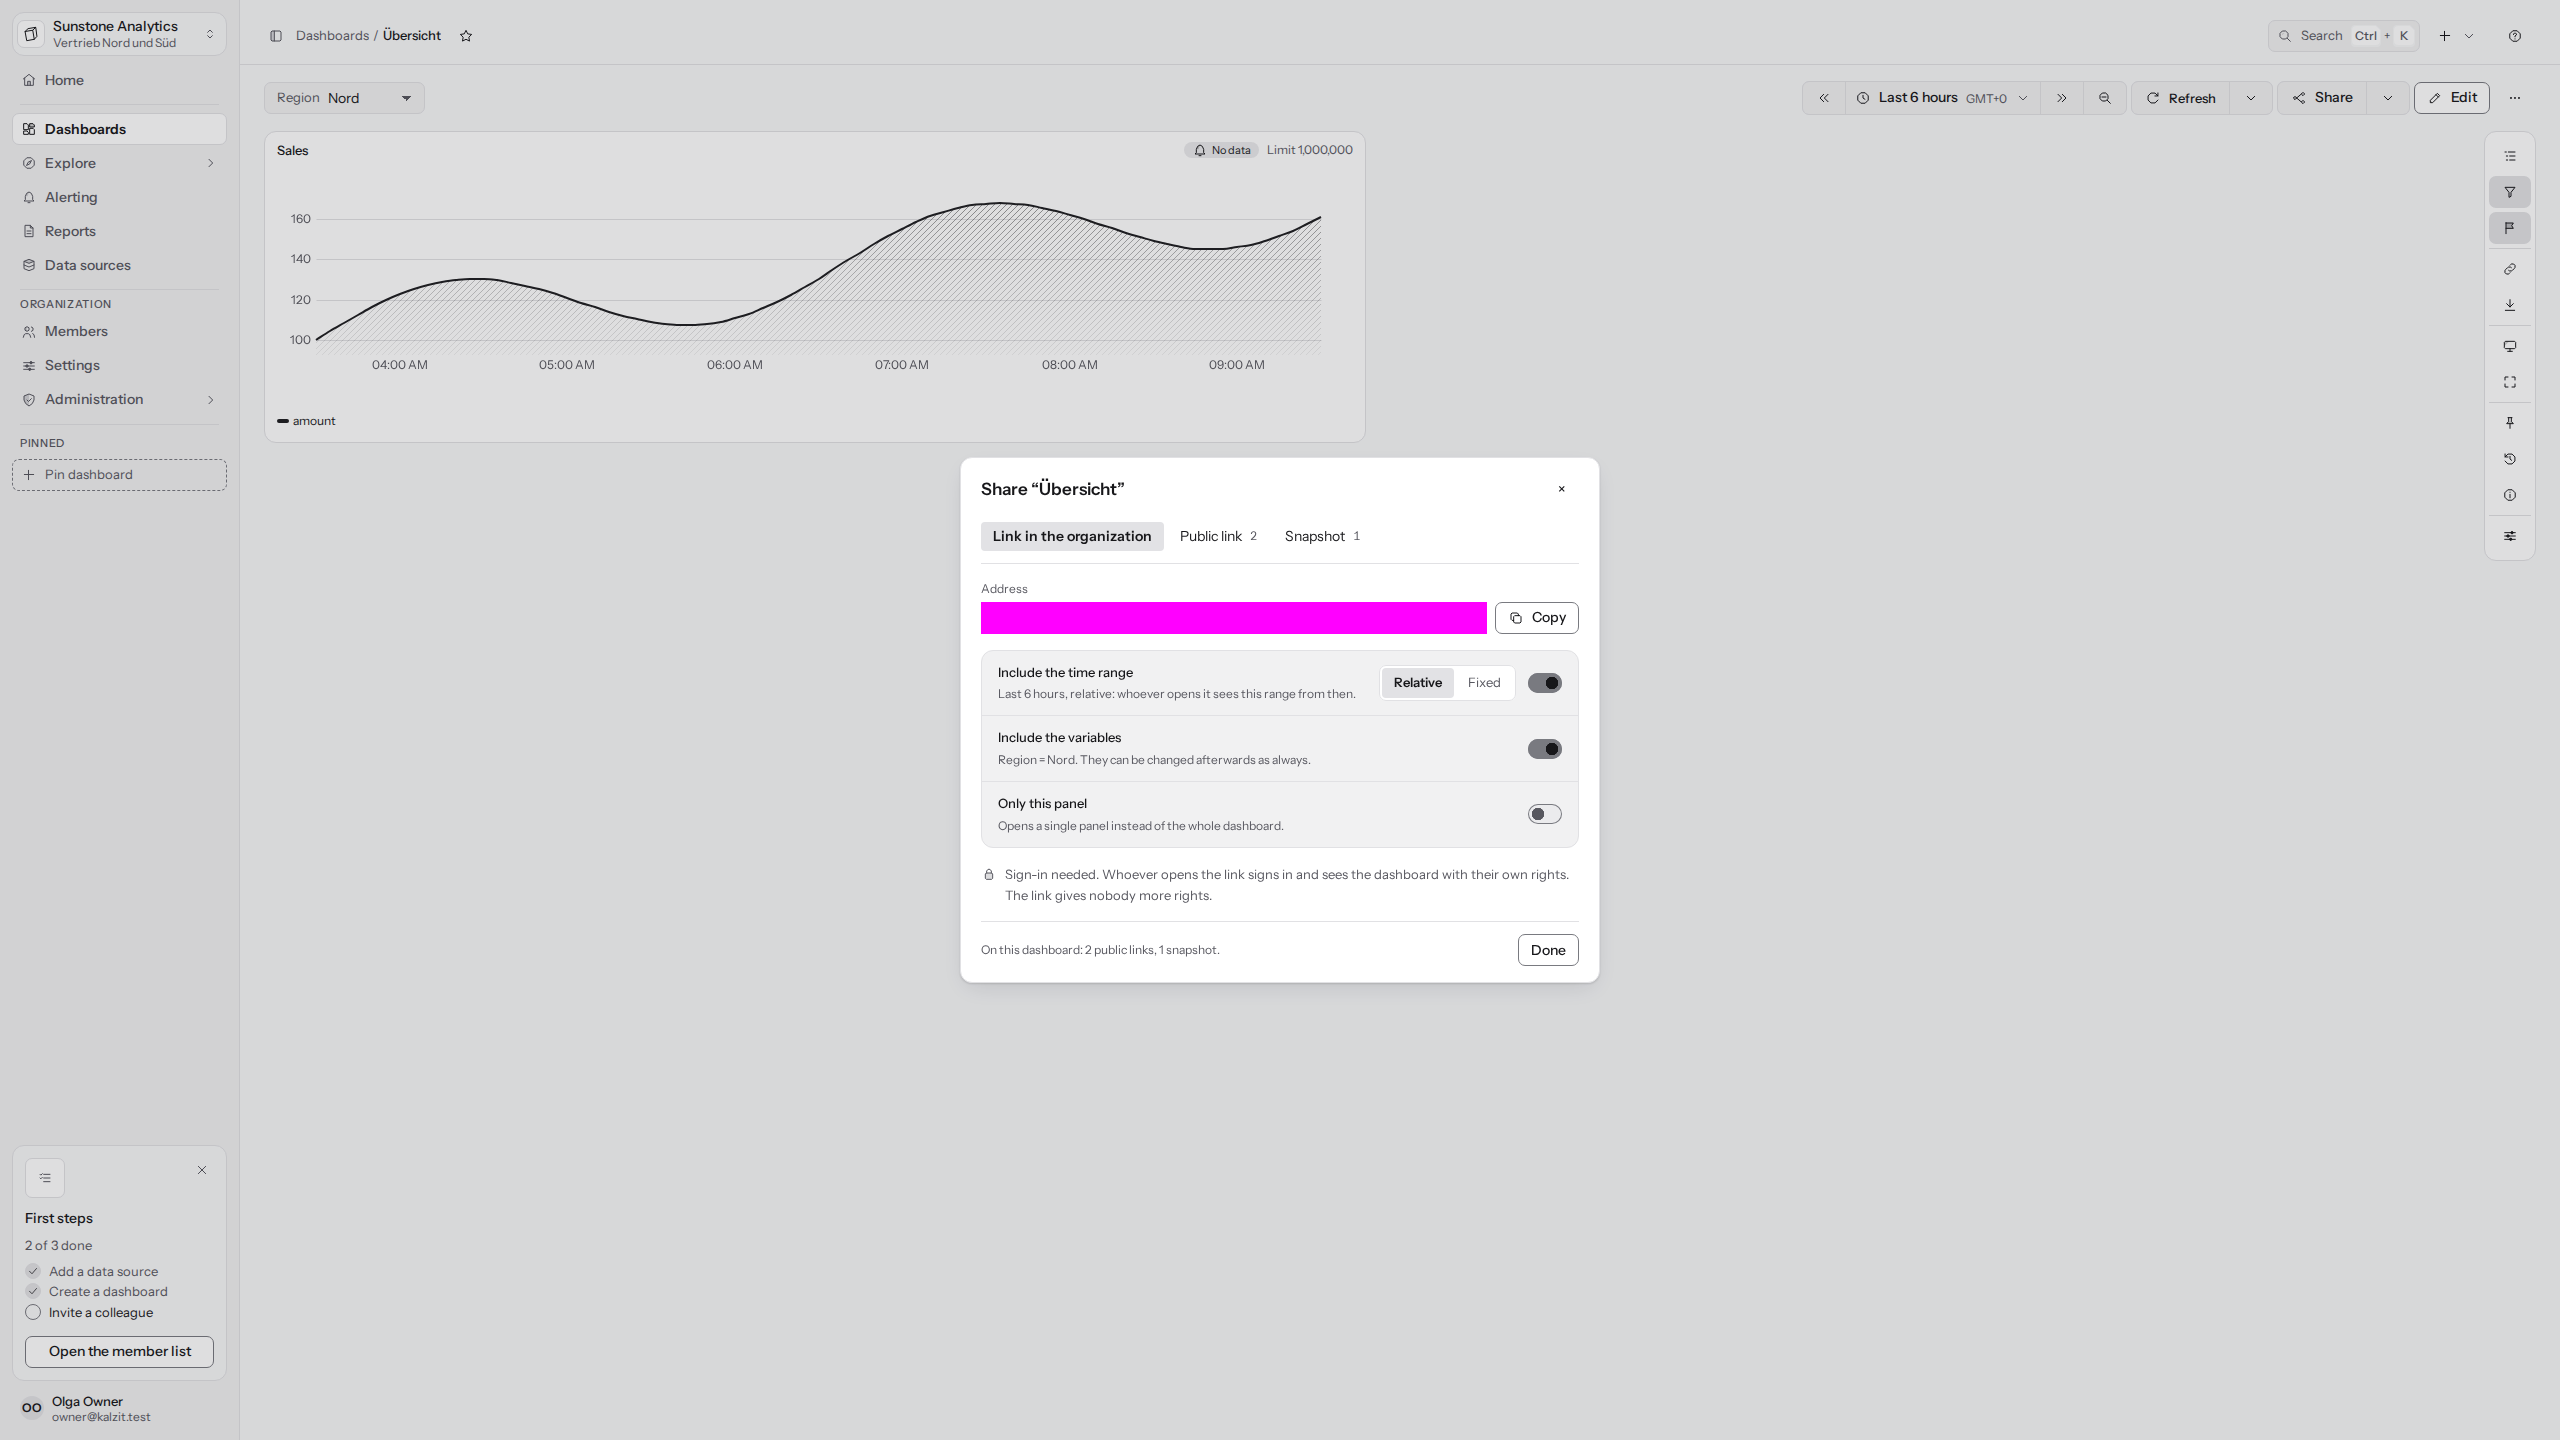 Sunstone Analytics
Vertrieb Nord und Süd
Home
Dashboards
Explore
Alerting
Reports
Data sources
ORGANIZATION
Members
Settings
Administration
PINNED
Pin dashboard
First steps
2 of 3 done
Add a data source
Create a dashboard
Invite a colleague
Open the member list
OO
Olga Owner
owner@kalzit.test
Dashboards / Übersicht
Search Ctrl + K
Region Nord
Last 6 hours GMT+0
Refresh
Share
Edit
Sales
No data
Limit 1,000,000
160
140
120
100
04:00 AM 05:00 AM 06:00 AM 07:00 AM 08:00 AM 09:00 AM
amount
Share “Übersicht”
Link in the organization
Public link 2
Snapshot 1
Address
Copy
Include the time range
Last 6 hours, relative: whoever opens it sees this range from then.
Relative Fixed
Include the variables
Region = Nord. They can be changed afterwards as always.
Only this panel
Opens a single panel instead of the whole dashboard.
Sign-in needed. Whoever opens the link signs in and sees the dashboard with their own rights.
The link gives nobody more rights.
On this dashboard: 2 public links, 1 snapshot.
Done